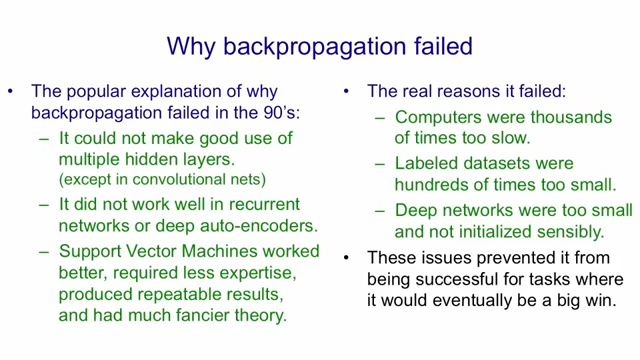 Why backpropagation failed
• The popular explanation of why
backpropagation failed in the 90's:
– It could not make good use of
multiple hidden layers.
(except in convolutional nets)
– It did not work well in recurrent
networks or deep auto-encoders.
– Support Vector Machines worked
better, required less expertise,
produced repeatable results,
and had much fancier theory.
• The real reasons it failed:
– Computers were thousands
of times too slow.
– Labeled datasets were
hundreds of times too small.
– Deep networks were too small
and not initialized sensibly.
• These issues prevented it from
being successful for tasks where
it would eventually be a big win.